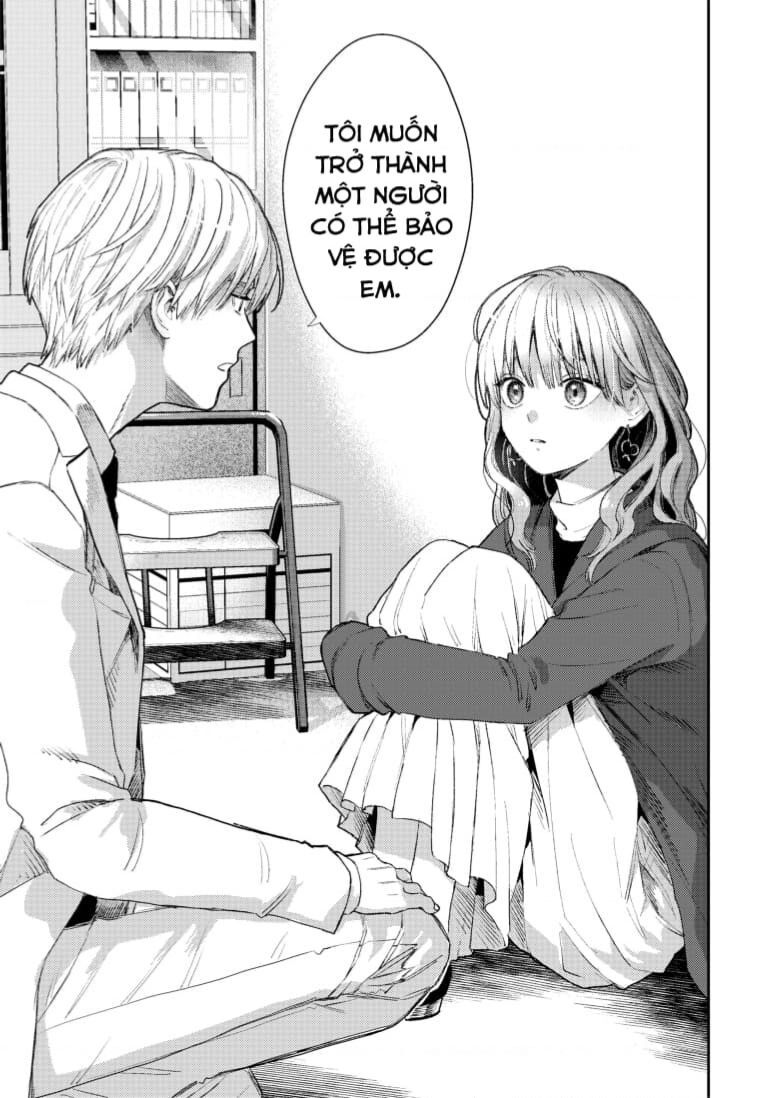 TÔI MUỐN
TRỞ THÀNH
MỘT NGƯỜI
CÓ THỂ BẢO
VỆ ĐƯỢC
EM.